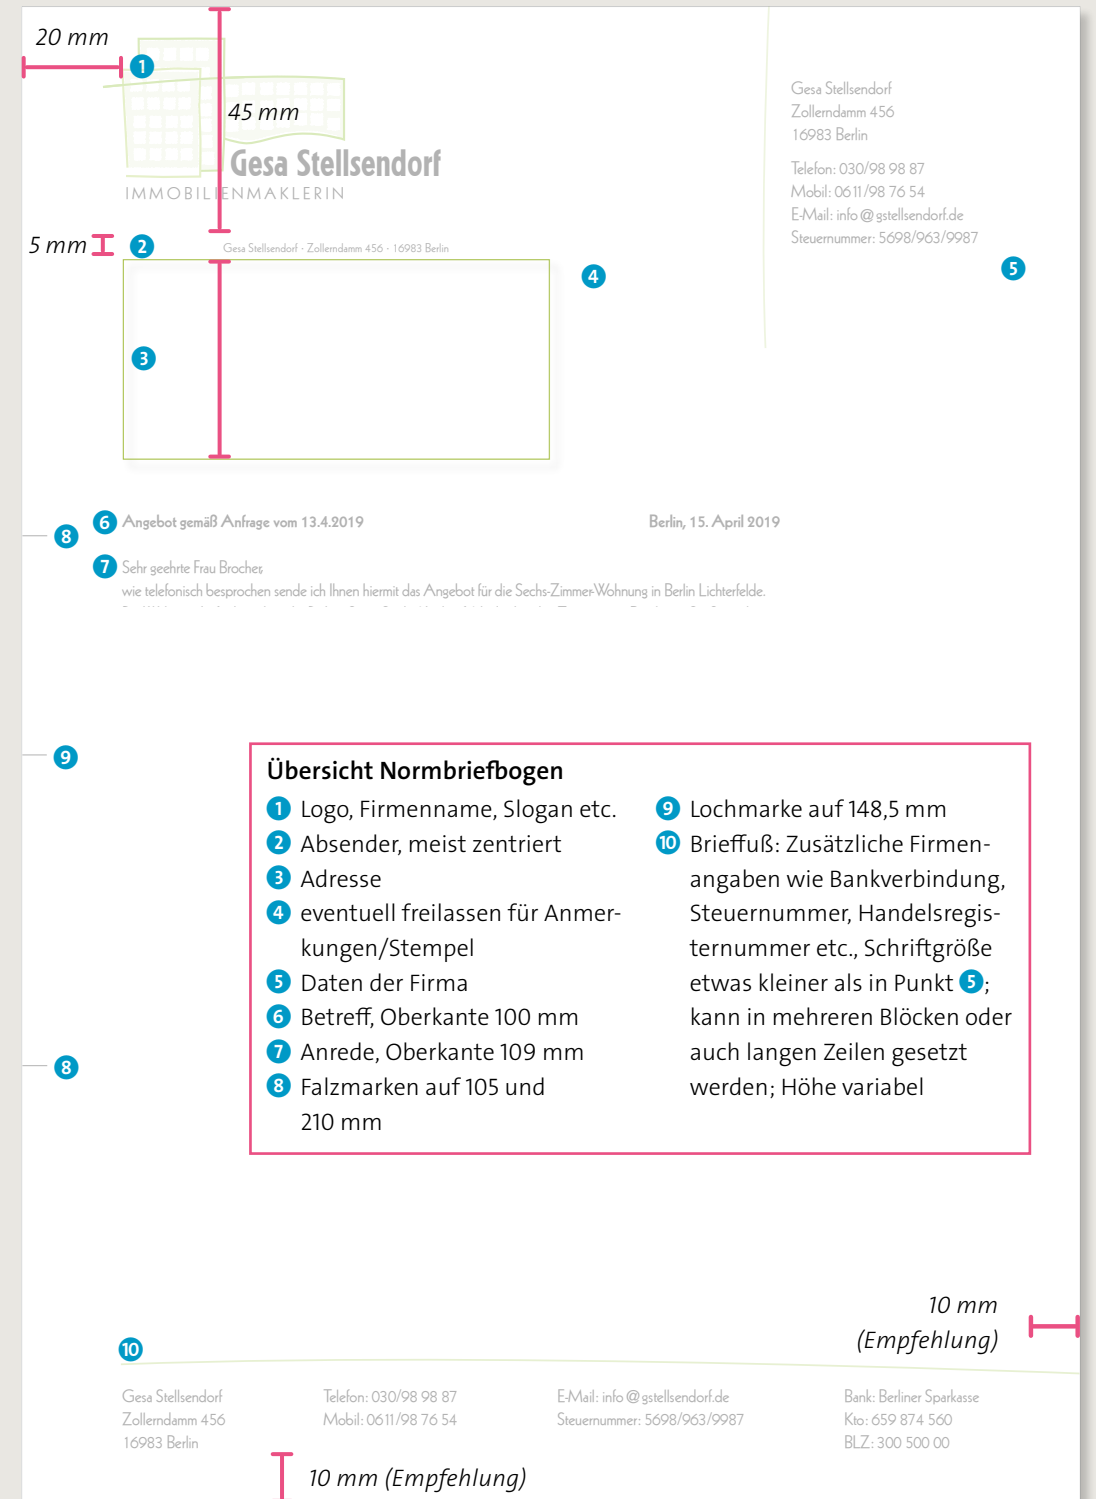 20 mm
1
45 mm
Gesa Stellsendorf
IMMOBILIENMAKLERIN
Gesa Stellsendorf
Zollerndamm 456
16983 Berlin
Telefon: 030/98 98 87
Mobil: 0611/98 76 54
E-Mail: info@gstellsendorf.de
Steuernummer: 5698/963/9987
5 mm
2
Gesa Stellsendorf - Zollerndamm 456 - 16983 Berlin
4
5
3
6 Angebot gemäß Anfrage vom 13.4.2019
Berlin, 15. April 2019
8
7 Sehr geehrte Frau Brocher,
wie telefonisch besprochen sende ich Ihnen hiermit das Angebot für die Sechs-Zimmer-Wohnung in Berlin Lichterfelde.
9
Übersicht Normbriefbogen
1 Logo, Firmenname, Slogan etc.
2 Absender, meist zentriert
3 Adresse
4 eventuell freilassen für Anmer-
kungen/Stempel
5 Daten der Firma
6 Betreff, Oberkante 100 mm
7 Anrede, Oberkante 109 mm
8 Falzmarken auf 105 und
210 mm
9 Lochmarke auf 148,5 mm
10 Brieffuß: Zusätzliche Firmen-
angaben wie Bankverbindung,
Steuernummer, Handelsregis-
ternummer etc., Schriftgröße
etwas kleiner als in Punkt 5;
kann in mehreren Blöcken oder
auch langen Zeilen gesetzt
werden; Höhe variabel
8
10 mm
(Empfehlung)
10
Gesa Stellsendorf
Zollerndamm 456
16983 Berlin
Telefon: 030/98 98 87
Mobil: 0611/98 76 54
E-Mail: info@gstellsendorf.de
Steuernummer: 5698/963/9987
Bank: Berliner Sparkasse
Kto: 659 874 560
BLZ: 300 500 00
10 mm (Empfehlung)